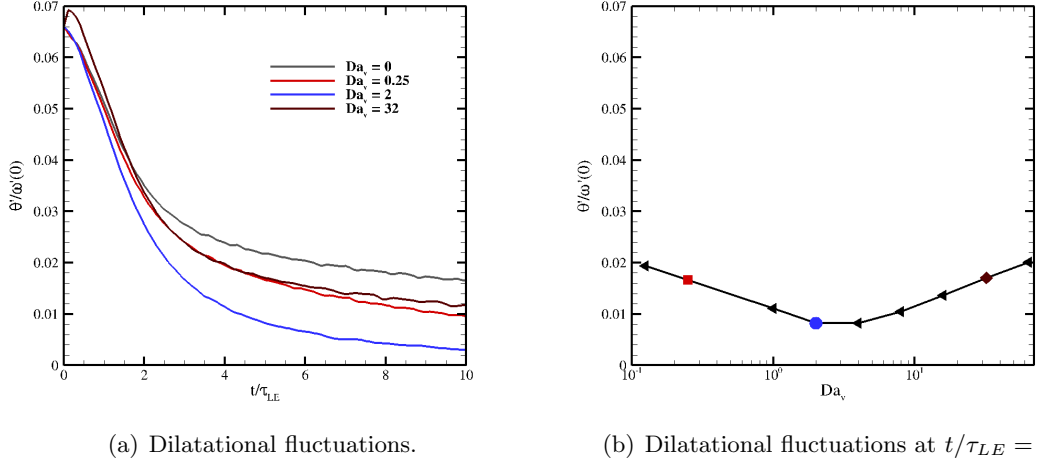 0.07
0.06
0.05
0.04
0.03
0.02
0.01
0
θ'/ω'(0)
Da_v = 0
Da_v = 0.25
Da_v = 2
Da_v = 32
0 2 4 6 8 10
t/τ_LE
(a) Dilatational fluctuations.
0.07
0.06
0.05
0.04
0.03
0.02
0.01
0
θ'/ω'(0)
10^-1 10^0 10^1
Da_v
(b) Dilatational fluctuations at t/τ_LE =